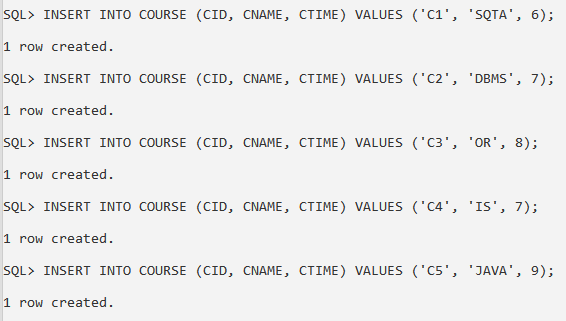 SQL> INSERT INTO COURSE (CID, CNAME, CTIME) VALUES ('C1', 'SQTA', 6);
1 row created.
SQL> INSERT INTO COURSE (CID, CNAME, CTIME) VALUES ('C2', 'DBMS', 7);
1 row created.
SQL> INSERT INTO COURSE (CID, CNAME, CTIME) VALUES ('C3', 'OR', 8);
1 row created.
SQL> INSERT INTO COURSE (CID, CNAME, CTIME) VALUES ('C4', 'IS', 7);
1 row created.
SQL> INSERT INTO COURSE (CID, CNAME, CTIME) VALUES ('C5', 'JAVA', 9);
1 row created.